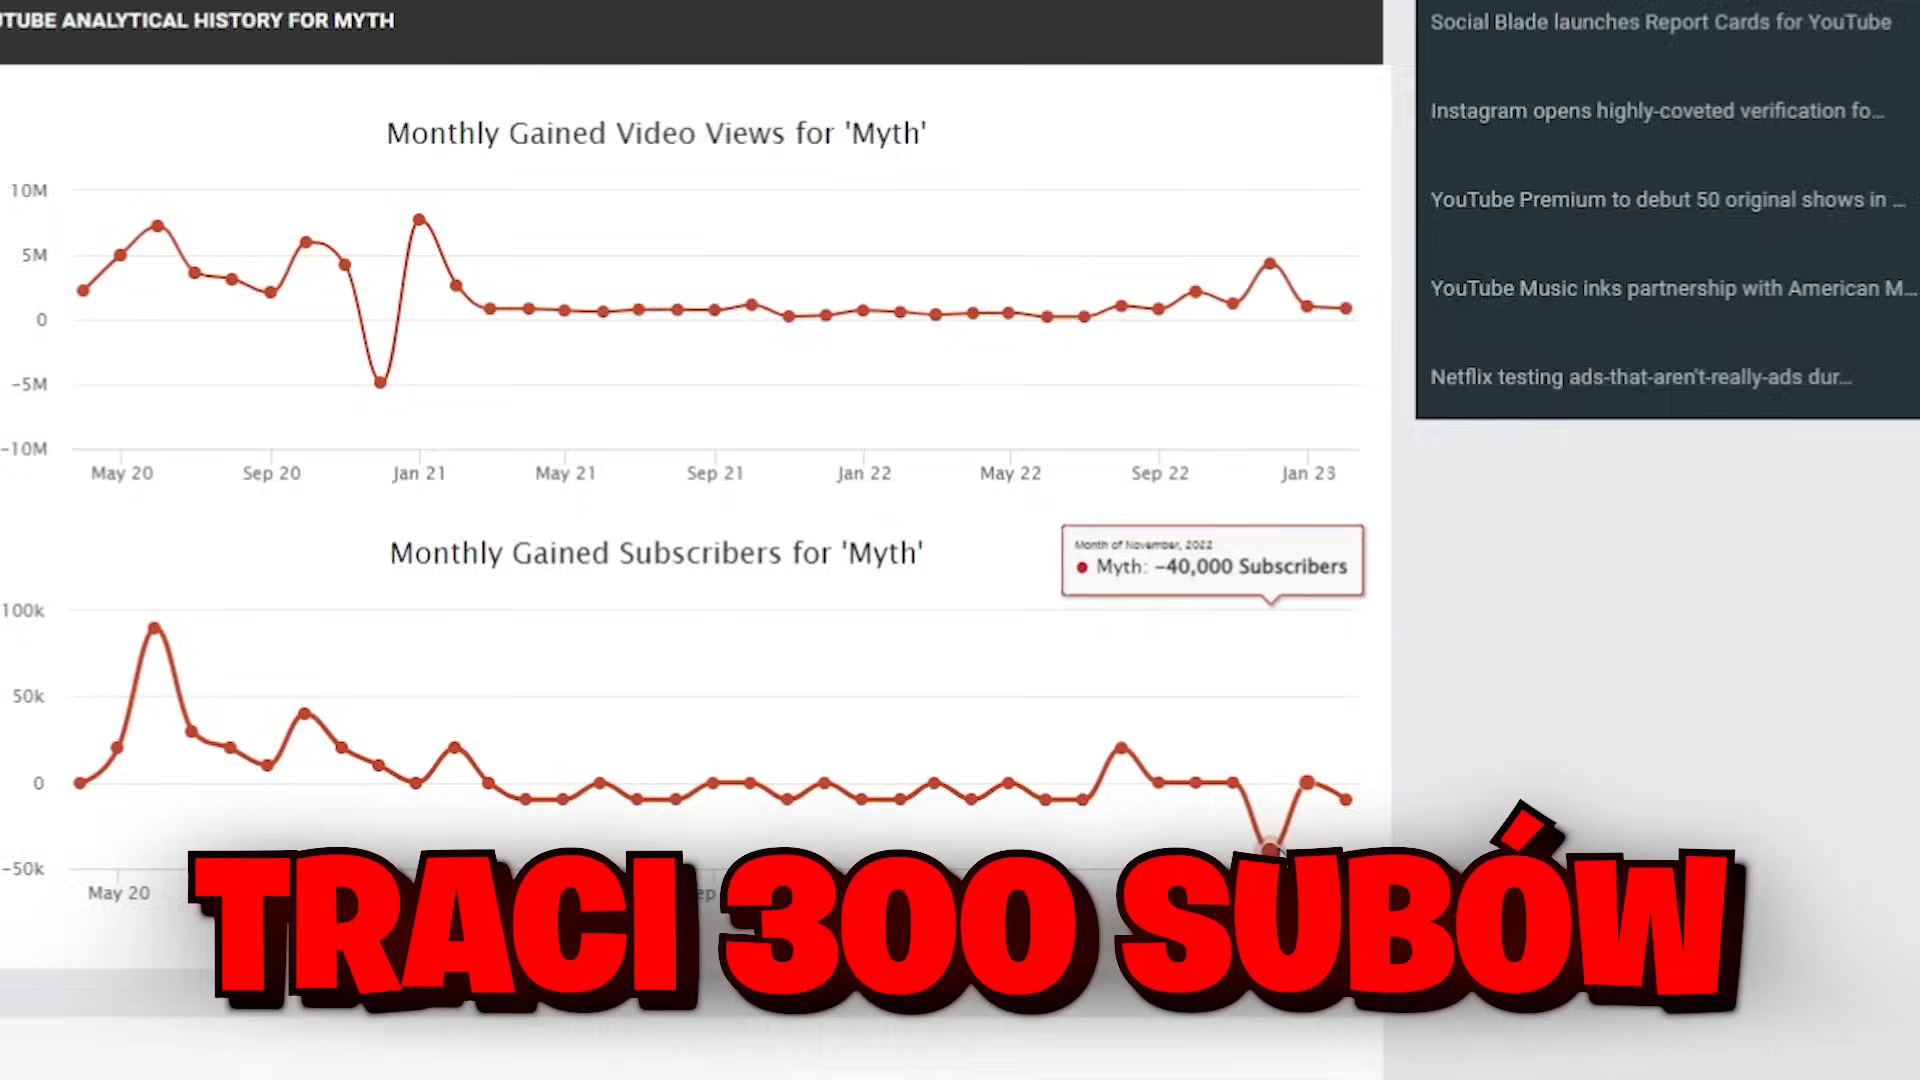 UTUBE ANALYTICAL HISTORY FOR MYTH
Social Blade launches Report Cards for YouTube
Instagram opens highly-coveted verification fo...
YouTube Premium to debut 50 original shows in ...
YouTube Music inks partnership with American M...
Netflix testing ads-that-aren't-really-ads dur...
Monthly Gained Video Views for 'Myth'
10M
5M
0
-5M
-10M
May 20 Sep 20 Jan 21 May 21 Sep 21 Jan 22 May 22 Sep 22 Jan 23
Monthly Gained Subscribers for 'Myth'
Month of November, 2022
Myth: -40,000 Subscribers
100k
50k
0
-50k
May 20
TRACI 300 SUBÓW